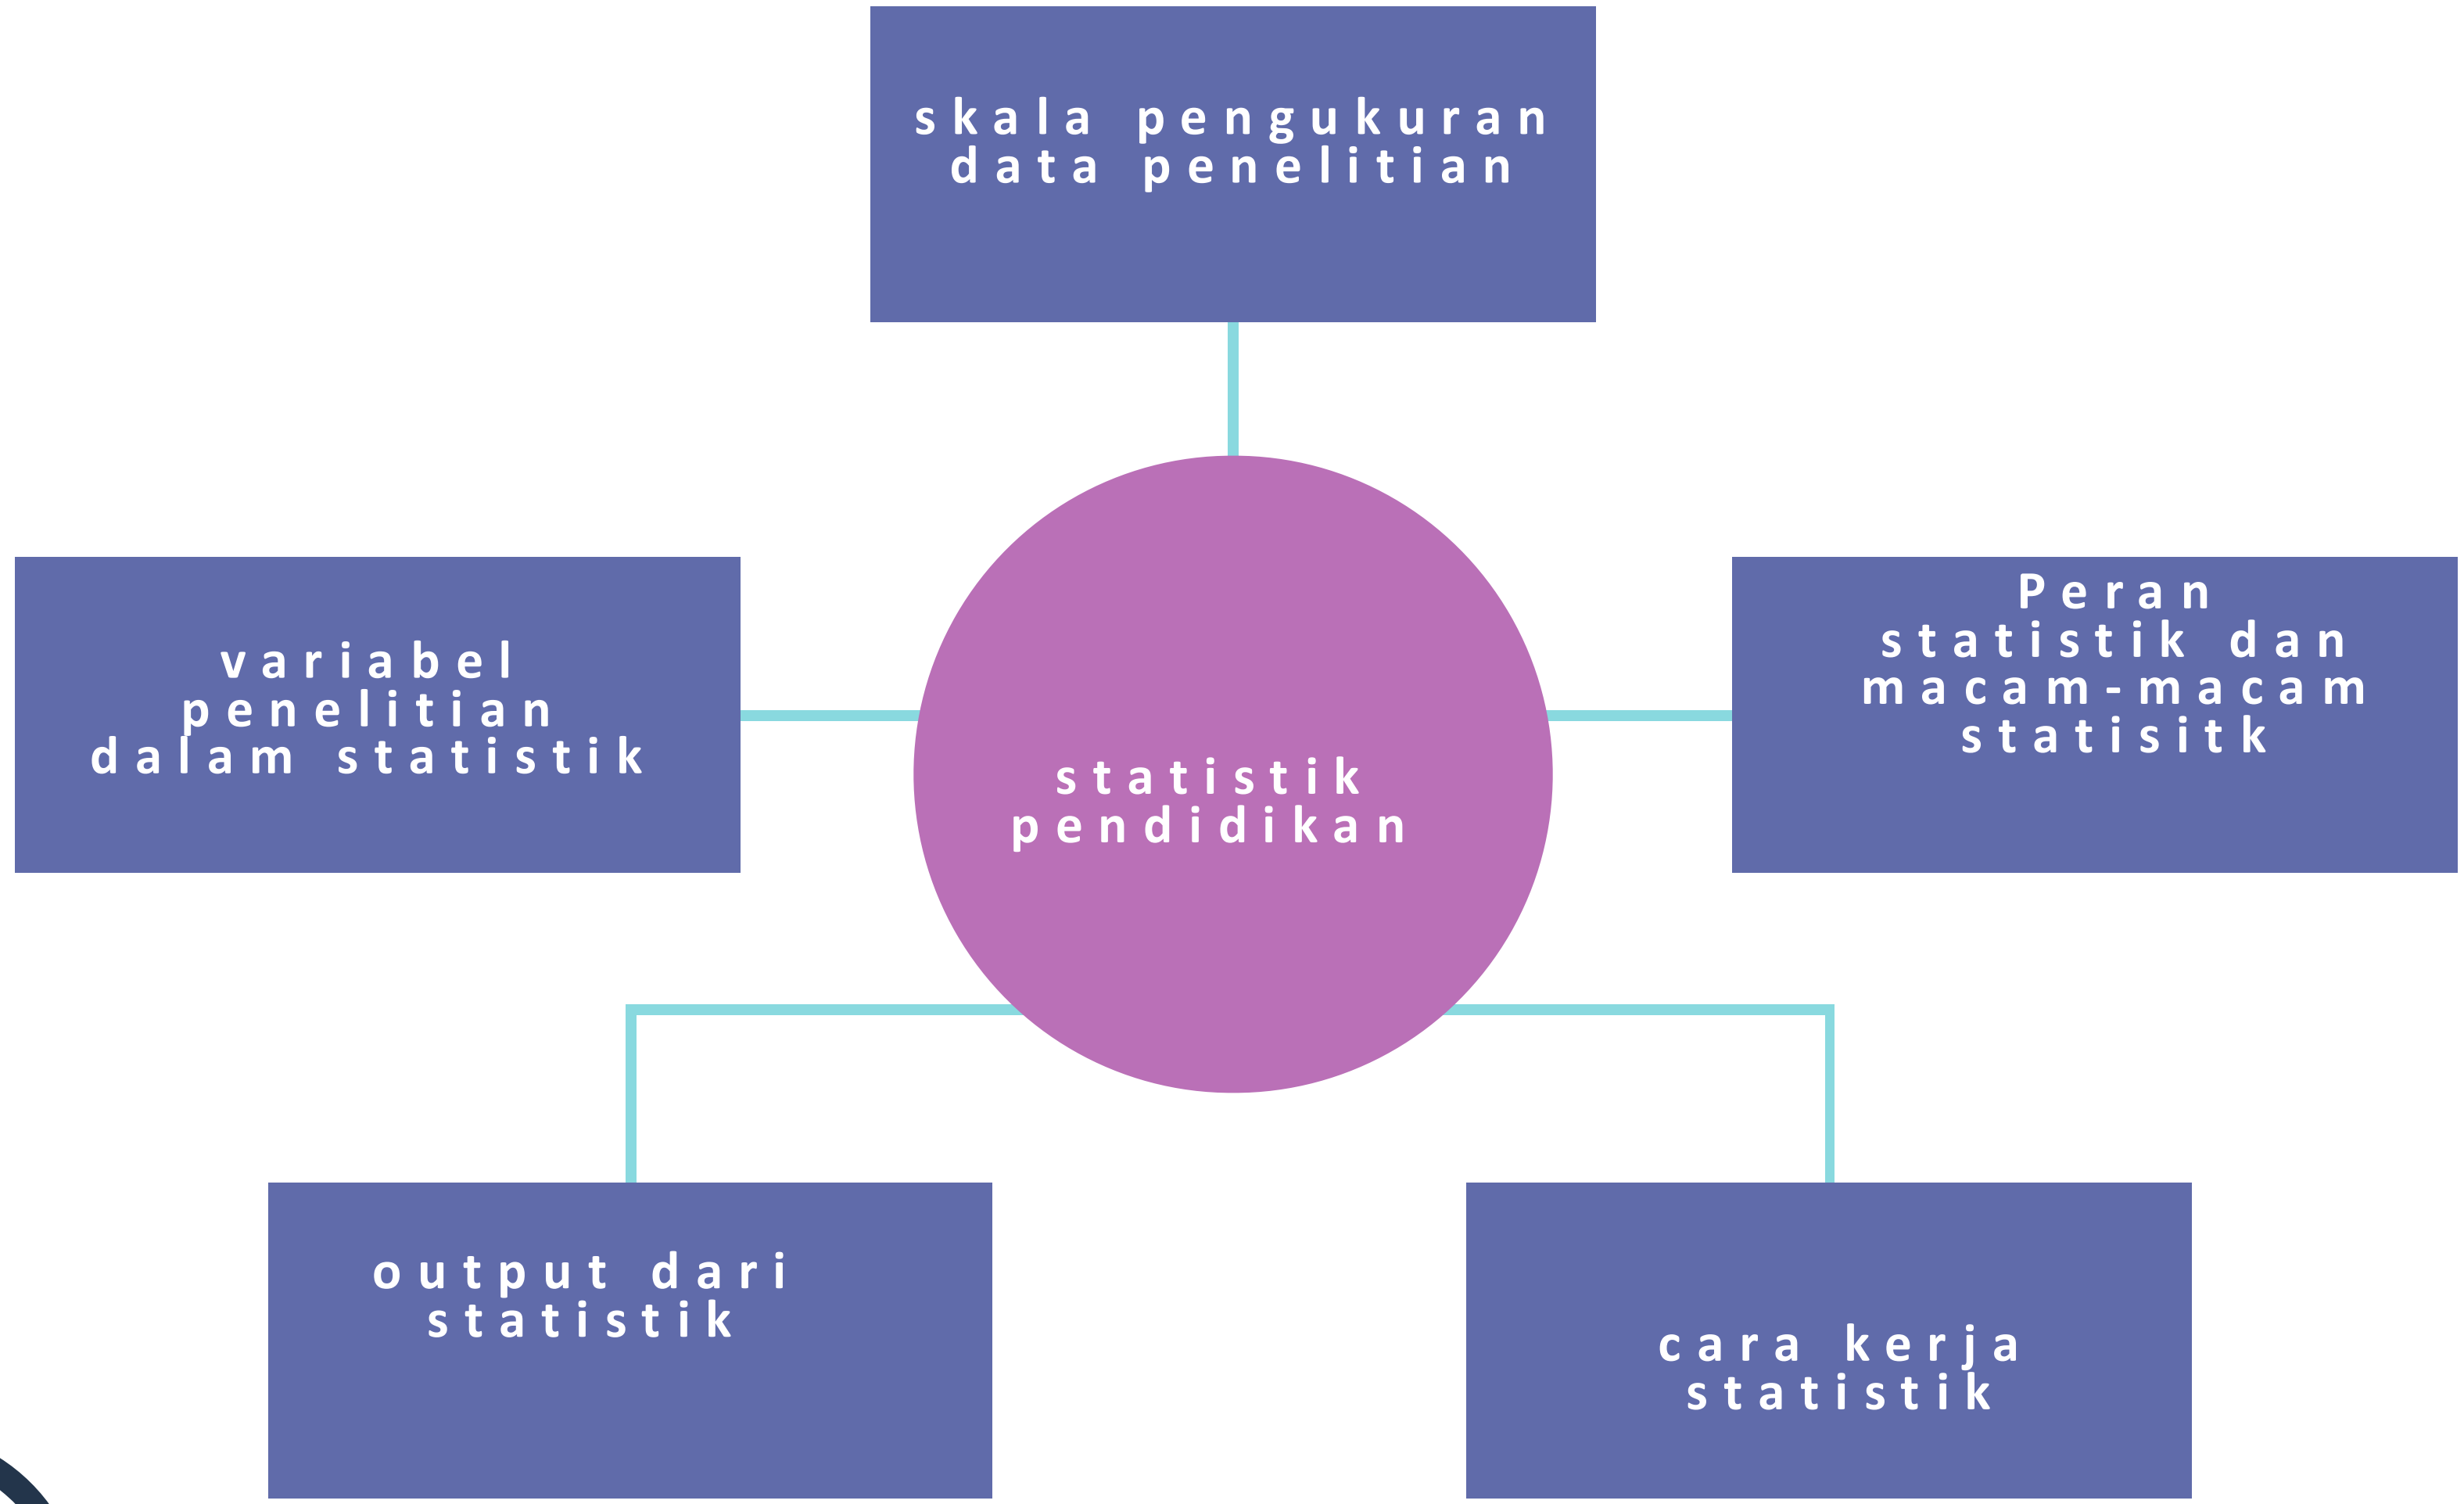 skala pengukuran
data penelitian
variabel
penelitian
dalam statistik
Peran
statistik dan
macam-macam
statisitk
statistik
pendidikan
output dari
statistik
cara kerja
statistik